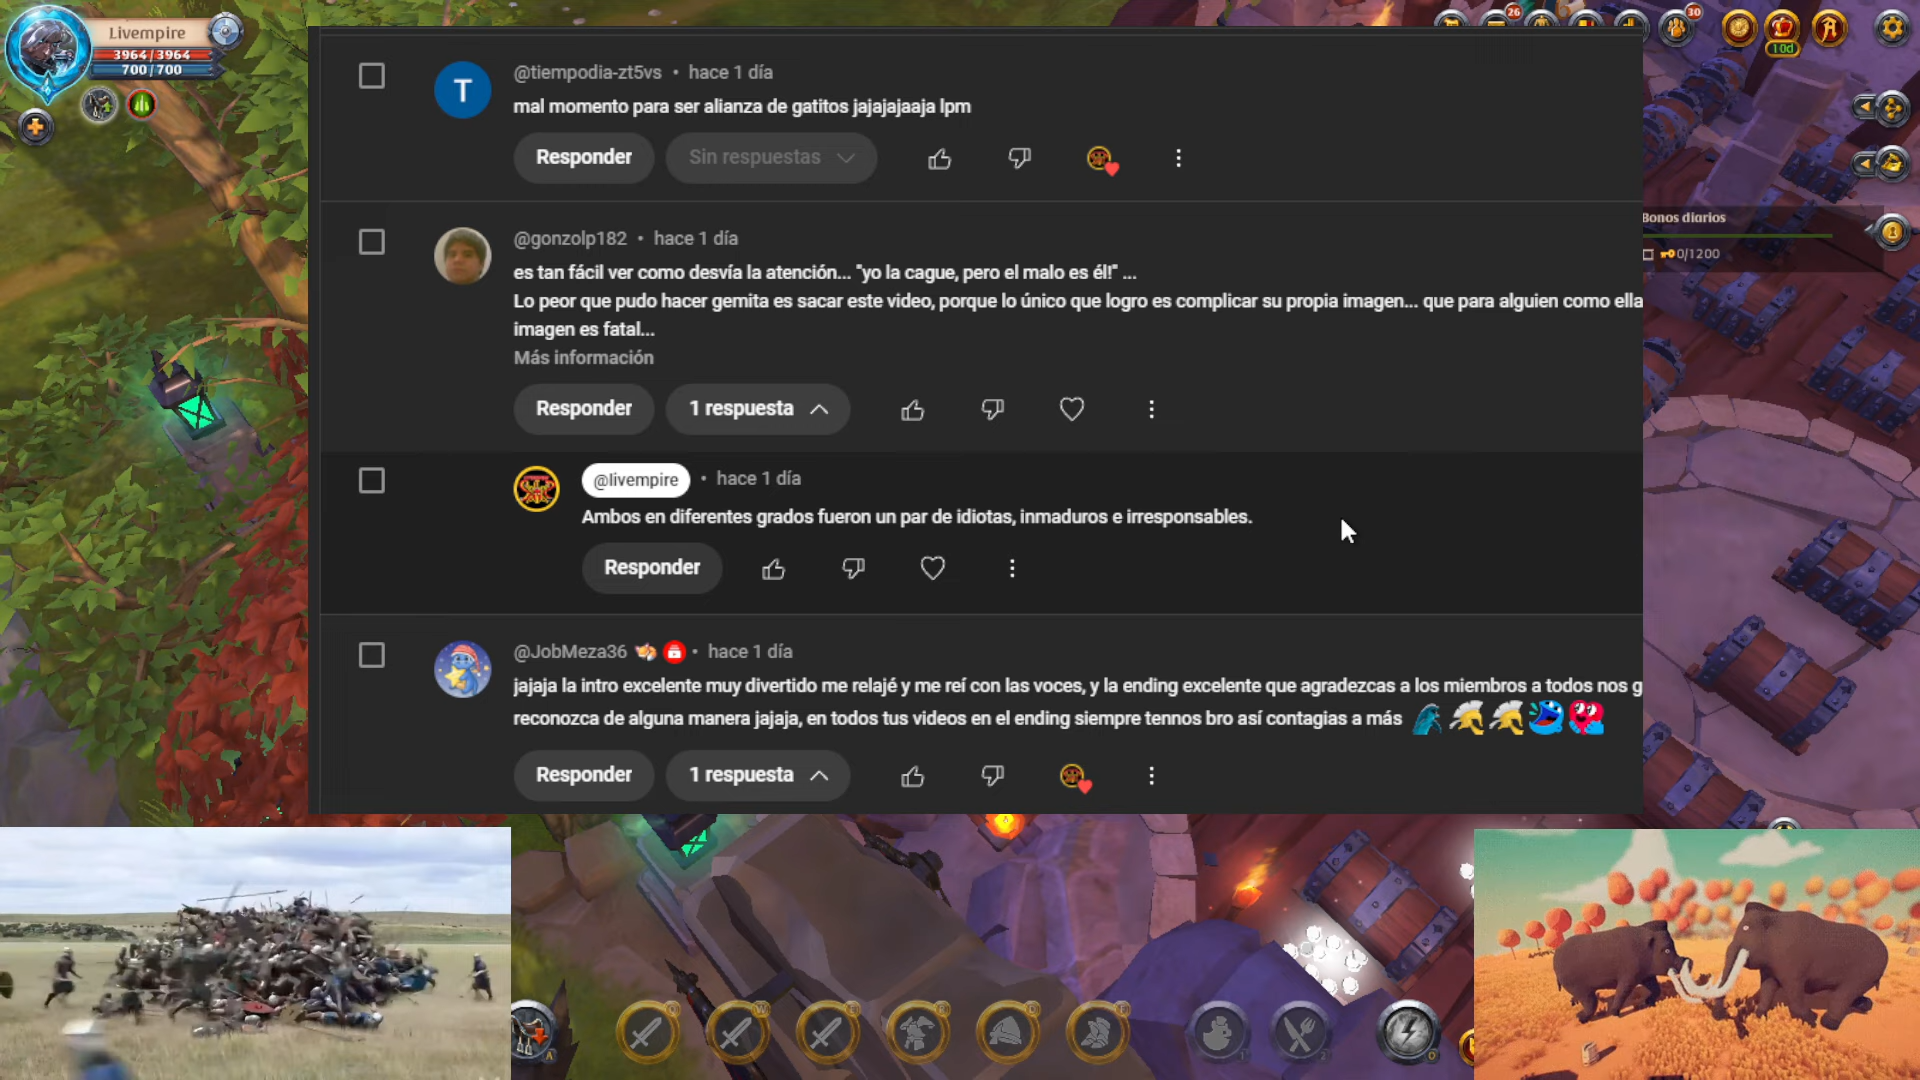 Livempire
3964/3964
700/700
26
30
10d
@tiempodia-zt5vs • hace 1 día
mal momento para ser alianza de gatitos jajajajaaja lpm
Responder
Sin respuestas
@gonzolp182 • hace 1 día
es tan fácil ver como desvía la atención... "yo la cague, pero el malo es él!" ...
Lo peor que pudo hacer gemita es sacar este video, porque lo único que logro es complicar su propia imagen... que para alguien como ella
imagen es fatal...
Más información
Responder
1 respuesta
Bonos diarios
0/1200
@livempire • hace 1 día
Ambos en diferentes grados fueron un par de idiotas, inmaduros e irresponsables.
Responder
@JobMeza36 • hace 1 día
jajaja la intro excelente muy divertido me relajé y me reí con las voces, y la ending excelente que agradezcas a los miembros a todos nos g
reconozca de alguna manera jajaja, en todos tus videos en el ending siempre tennos bro así contagias a más
Responder
1 respuesta
A
Q
W
E
R
D
F
1
2